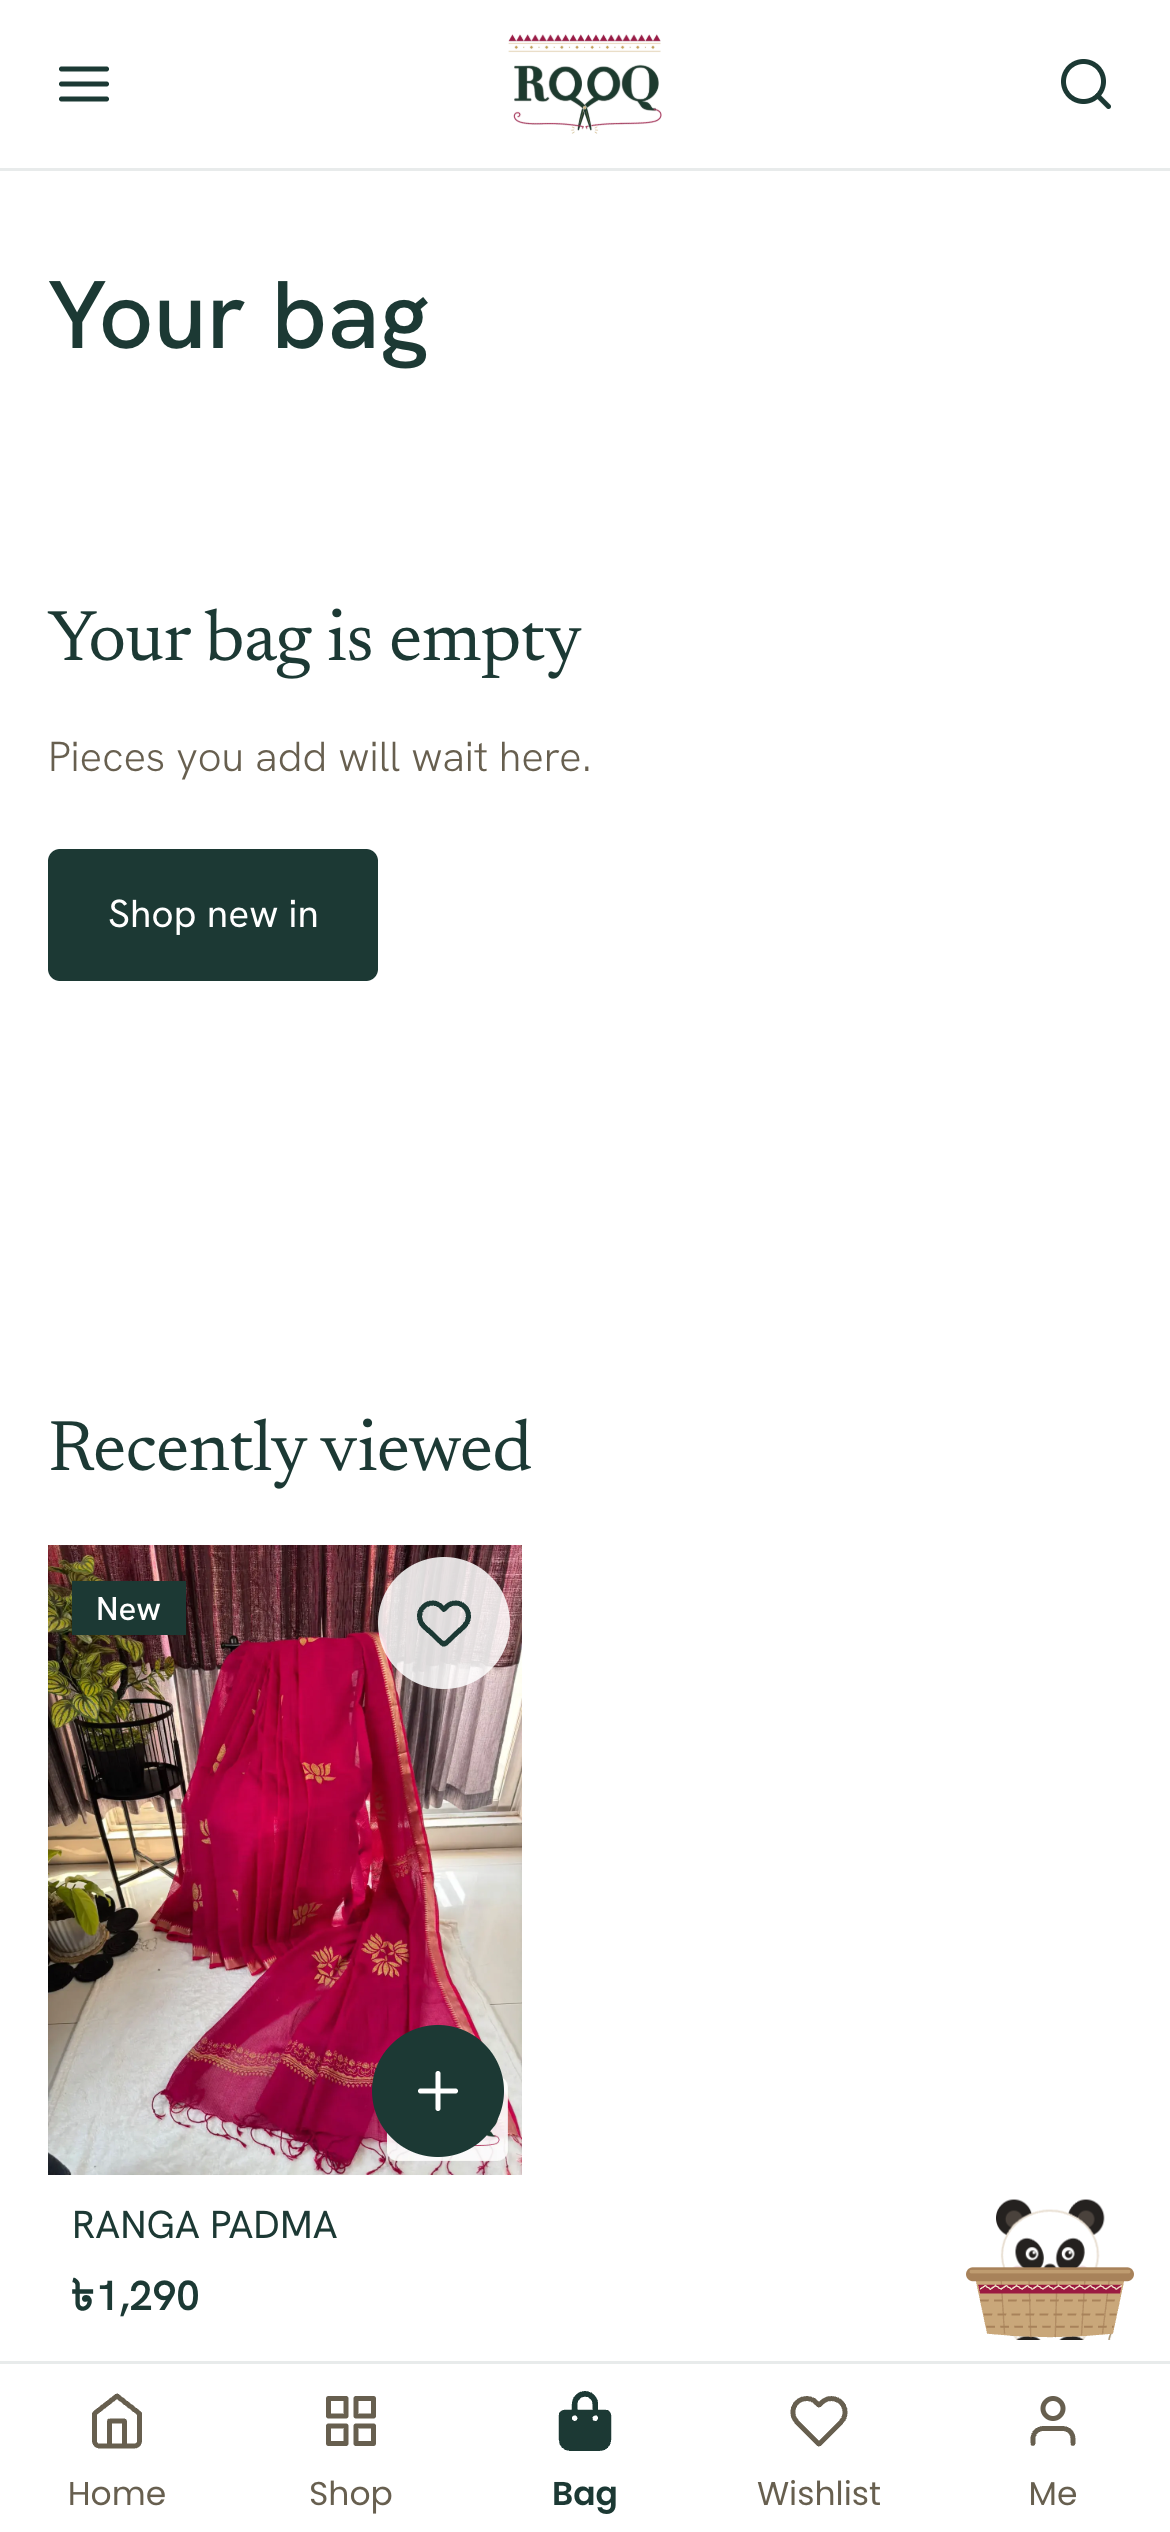 ROOQ
Your bag
Your bag is empty
Pieces you add will wait here.
Shop new in
Recently viewed
New
RANGA PADMA
৳1,290
Home
Shop
Bag
Wishlist
Me